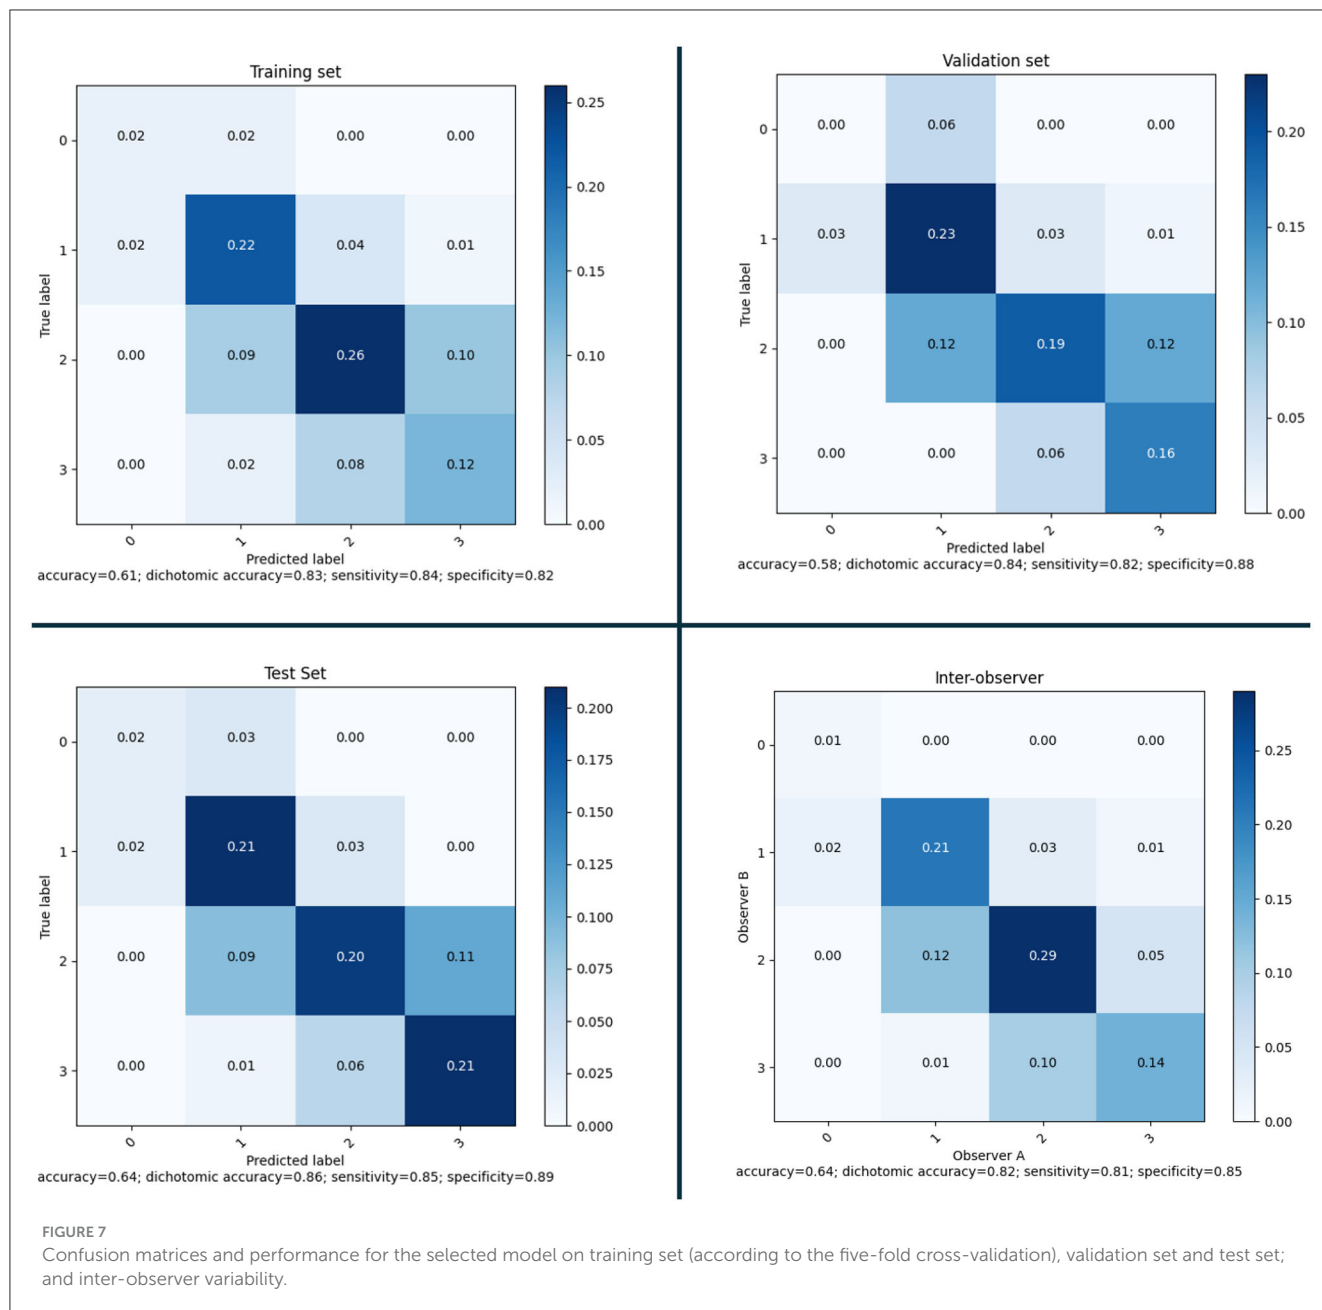 Training set
0.02 0.02 0.00 0.00
0.02 0.22 0.04 0.01
0.00 0.09 0.26 0.10
0.00 0.02 0.08 0.12
0
1
2
3
True label
0 1 2 3
Predicted label
0.25
0.20
0.15
0.10
0.05
0.00
accuracy=0.61; dichotomic accuracy=0.83; sensitivity=0.84; specificity=0.82
Validation set
0.00 0.06 0.00 0.00
0.03 0.23 0.03 0.01
0.00 0.12 0.19 0.12
0.00 0.00 0.06 0.16
0
1
2
3
True label
0 1 2 3
Predicted label
0.20
0.15
0.10
0.05
0.00
accuracy=0.58; dichotomic accuracy=0.84; sensitivity=0.82; specificity=0.88
Test Set
0.02 0.03 0.00 0.00
0.02 0.21 0.03 0.00
0.00 0.09 0.20 0.11
0.00 0.01 0.06 0.21
0
1
2
3
True label
0 1 2 3
Predicted label
0.200
0.175
0.150
0.125
0.100
0.075
0.050
0.025
0.000
accuracy=0.64; dichotomic accuracy=0.86; sensitivity=0.85; specificity=0.89
Inter-observer
0.01 0.00 0.00 0.00
0.02 0.21 0.03 0.01
0.00 0.12 0.29 0.05
0.00 0.01 0.10 0.14
0
1
2
3
Observer B
0 1 2 3
Observer A
0.25
0.20
0.15
0.10
0.05
0.00
accuracy=0.64; dichotomic accuracy=0.82; sensitivity=0.81; specificity=0.85
FIGURE 7
Confusion matrices and performance for the selected model on training set (according to the five-fold cross-validation), validation set and test set;
and inter-observer variability.